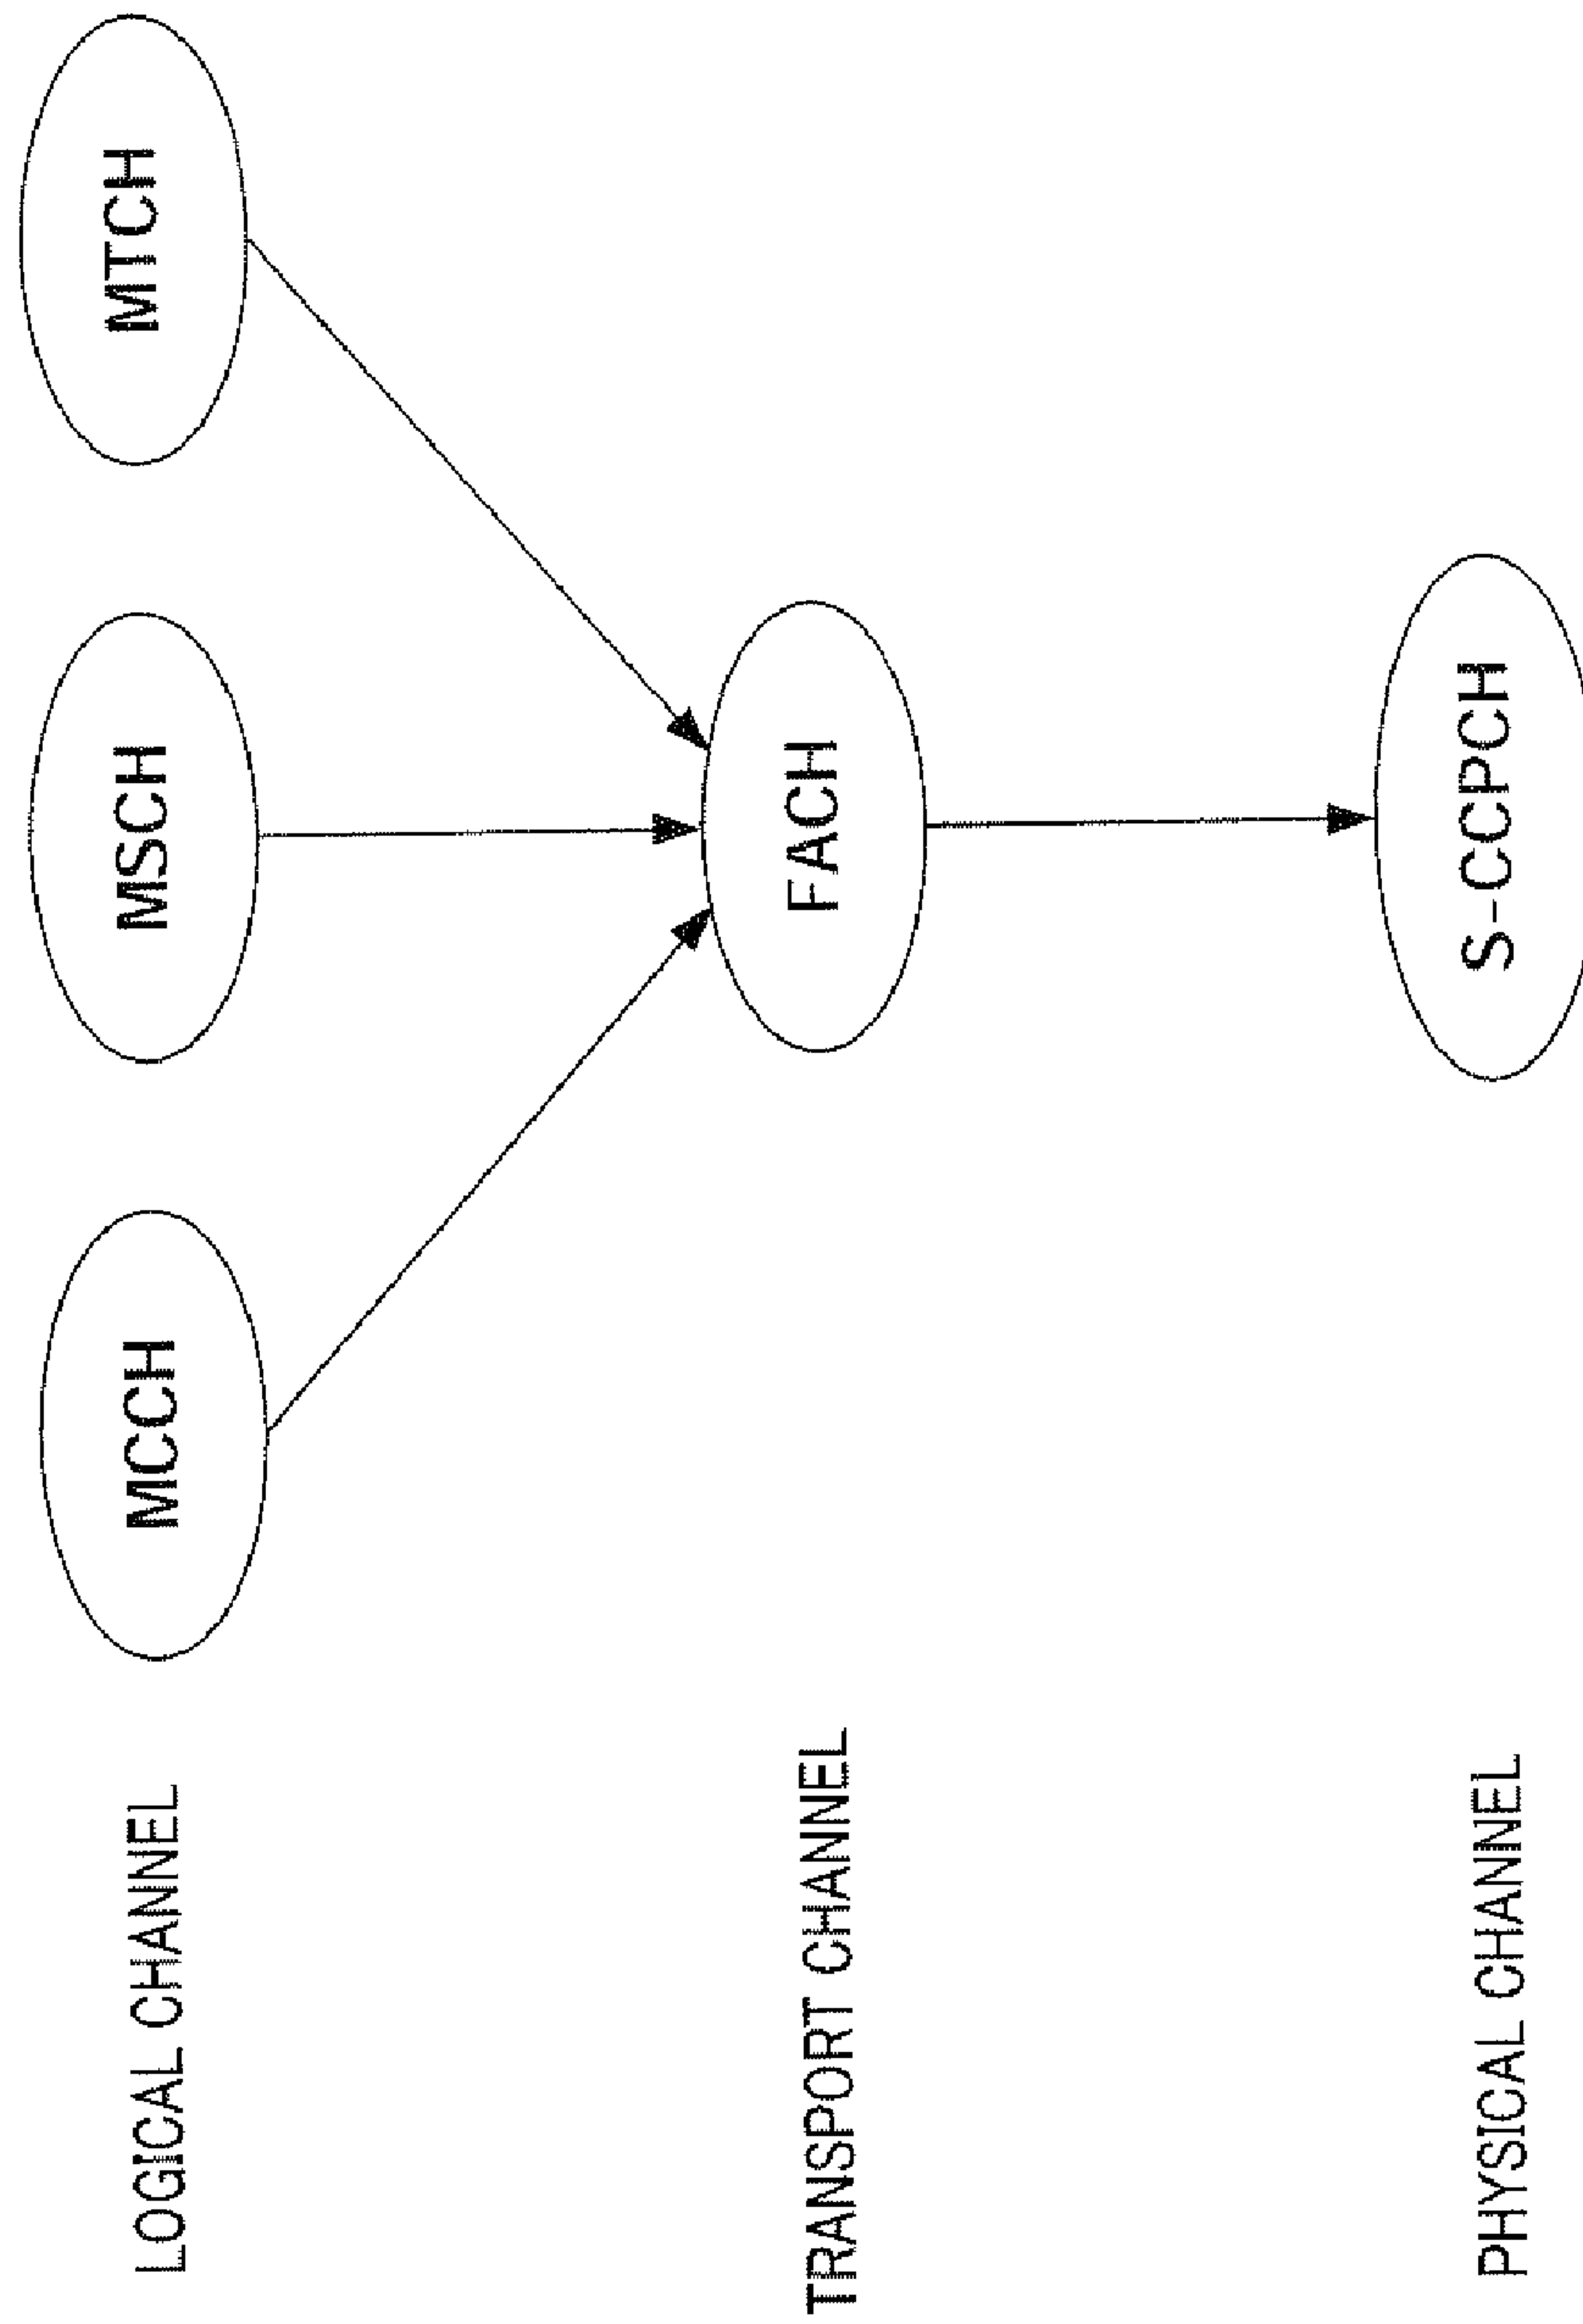 LOGICAL CHANNEL
MCCH
MSCH
MTCH
TRANSPORT CHANNEL
FACH
PHYSICAL CHANNEL
S-CCPCH